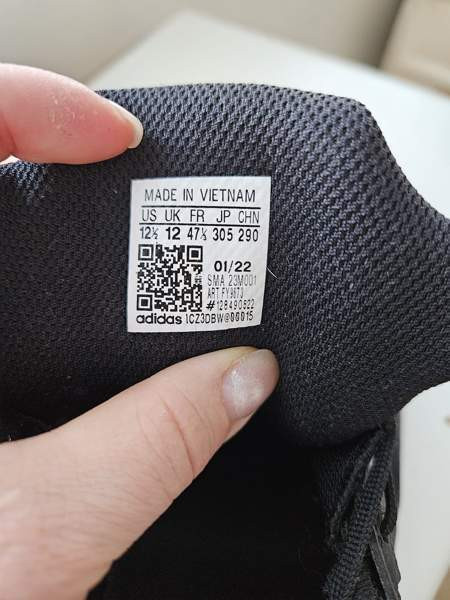 MADE IN VIETNAM
US UK FR JP CHN
12½ 12 47⅓ 305 290
01/22
SMA 23M001
ART FY9673
#128490522
adidas 1CZ3DBW@00015